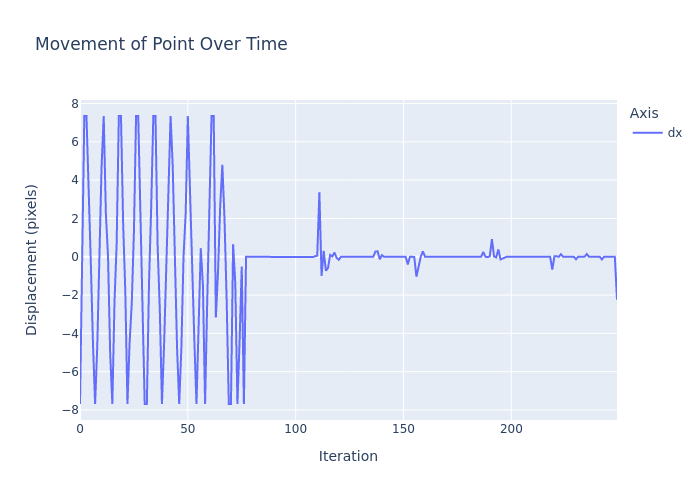 Movement of Point Over Time
Axis
dx
Displacement (pixels)
8
6
4
2
0
−2
−4
−6
−8
0
50
100
150
200
Iteration